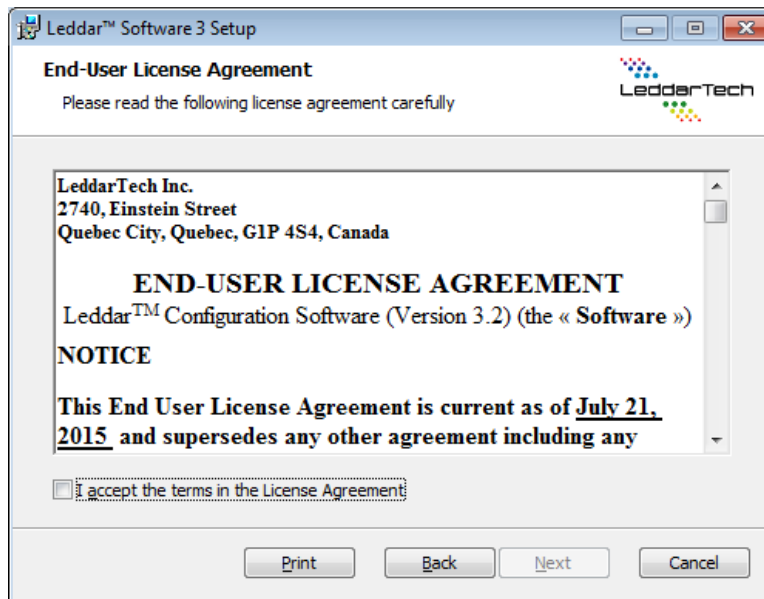 Leddar™ Software 3 Setup
End-User License Agreement
Please read the following license agreement carefully
LeddarTech
LeddarTech Inc.
2740, Einstein Street
Quebec City, Quebec, G1P 4S4, Canada
END-USER LICENSE AGREEMENT
Leddar™ Configuration Software (Version 3.2) (the « Software »)
NOTICE
This End User License Agreement is current as of July 21,
2015 and supersedes any other agreement including any
I accept the terms in the License Agreement
Print Back Next Cancel